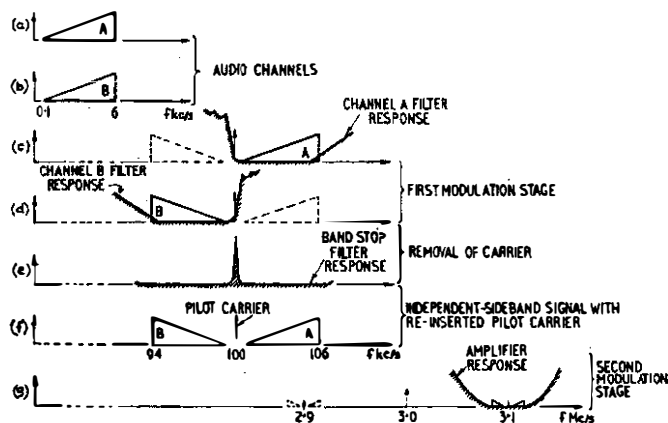 (a)
A
(b)
B
AUDIO CHANNELS
0·1
6
f kc/s
CHANNEL A FILTER
RESPONSE
(c)
A
CHANNEL B FILTER
RESPONSE
(d)
B
FIRST MODULATION
STAGE
BAND STOP
FILTER
RESPONSE
(e)
REMOVAL OF CARRIER
PILOT CARRIER
(f)
B
A
INDEPENDENT-SIDEBAND SIGNAL WITH
RE-INSERTED PILOT CARRIER
94
100
106
f kc/s
AMPLIFIER
RESPONSE
SECOND
MODULATION
STAGE
(g)
2·9
3·0
3·1
f Mc/s